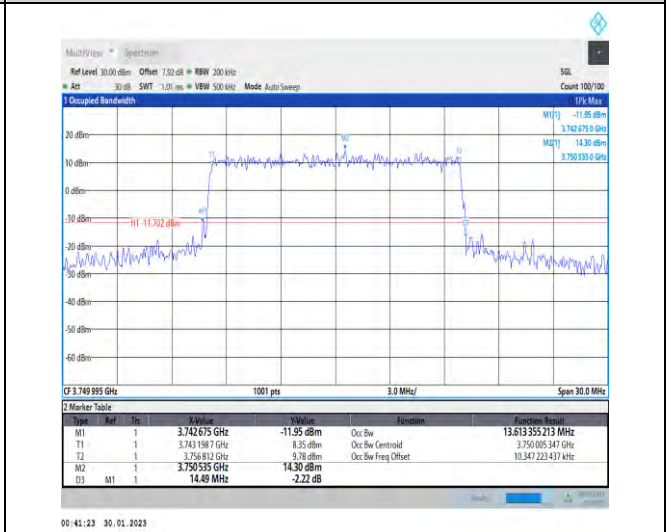 MultiView Spectrum
Ref Level 30.00 dBm Offset 7.92 dB RBW 200 kHz SGL
Att 30 dB SWT 1.01 ms VBW 500 kHz Mode Auto Sweep Count 100/100
1 Occupied Bandwidth 1Pk Max
M1[1] -11.95 dBm
3.742 675 0 GHz
M2[1] 14.30 dBm
3.750 535 0 GHz
20 dBm
M2
10 dBm
0 dBm
-10 dBm
H1 -11.702 dBm
-20 dBm
-30 dBm
-40 dBm
-50 dBm
-60 dBm
CF 3.749 995 GHz 1001 pts 3.0 MHz/ Span 30.0 MHz
2 Marker Table
Type Ref Trc X-Value Y-Value Function Function Result
M1 1 3.742675 GHz -11.95 dBm Occ Bw 13.613 355 213 MHz
T1 1 3.7431987 GHz 8.35 dBm Occ Bw Centroid 3.750 005 347 GHz
T2 1 3.756 812 GHz 9.78 dBm Occ Bw Freq Offset 10.347 223 437 kHz
M2 1 3.750535 GHz 14.30 dBm
D3 M1 1 14.49 MHz -2.22 dB
00:41:23 30.01.2023